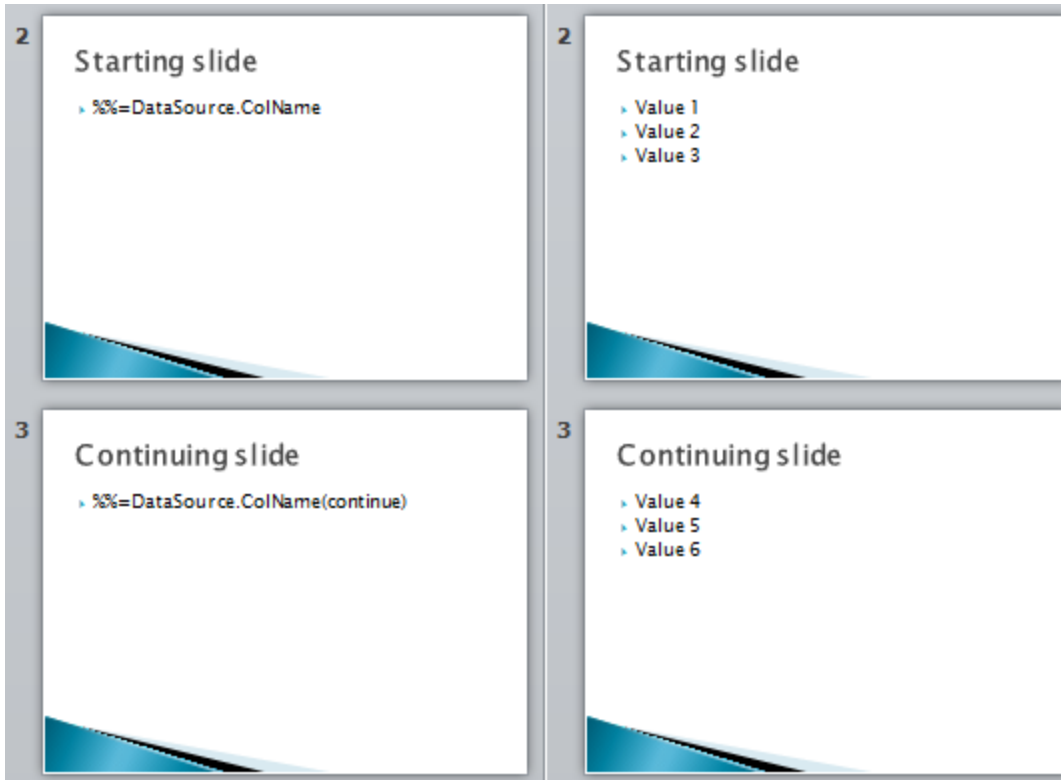 2
Starting slide
%%=DataSource.ColName
2
Starting slide
Value 1
Value 2
Value 3
3
Continuing slide
%%=DataSource.ColName(continue)
3
Continuing slide
Value 4
Value 5
Value 6